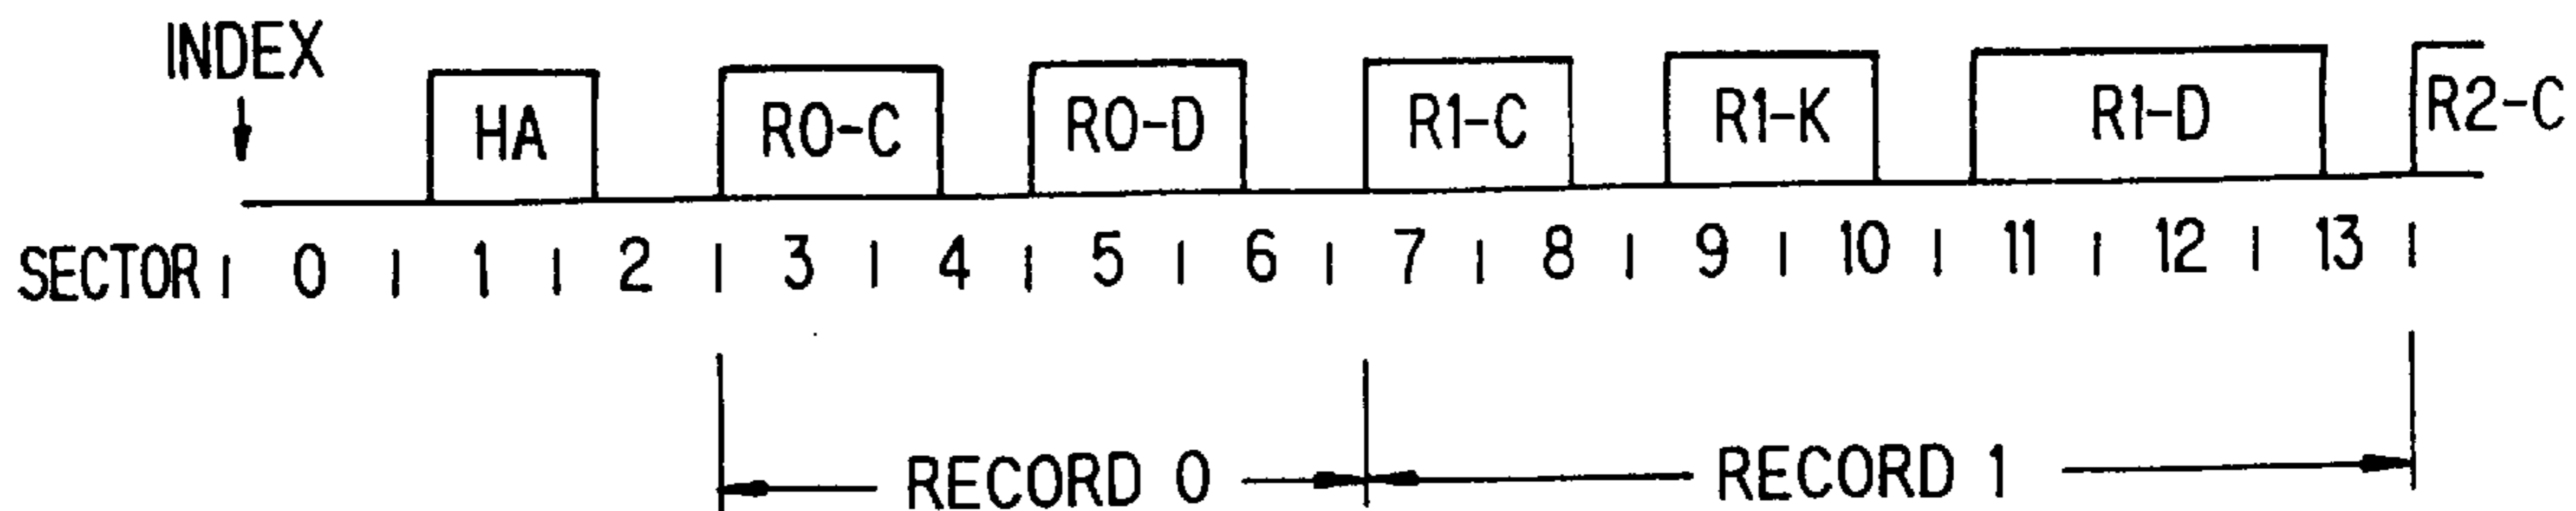 INDEX
HA R0-C R0-D R1-C R1-K R1-D R2-C
SECTOR | 0 | 1 | 2 | 3 | 4 | 5 | 6 | 7 | 8 | 9 | 10 | 11 | 12 | 13 |
RECORD 0 RECORD 1